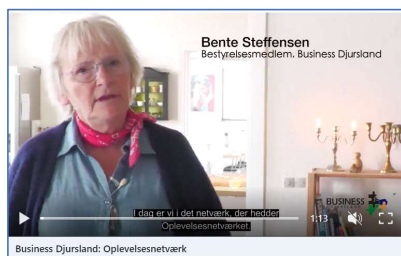 Bente Steffensen
Bestyrelsesmedlem. Business Djursland
BUSINESS
I dag er vi i det netværk, der hedder
Oplevelsesnetværket.
1:13
Business Djursland: Oplevelsesnetværk